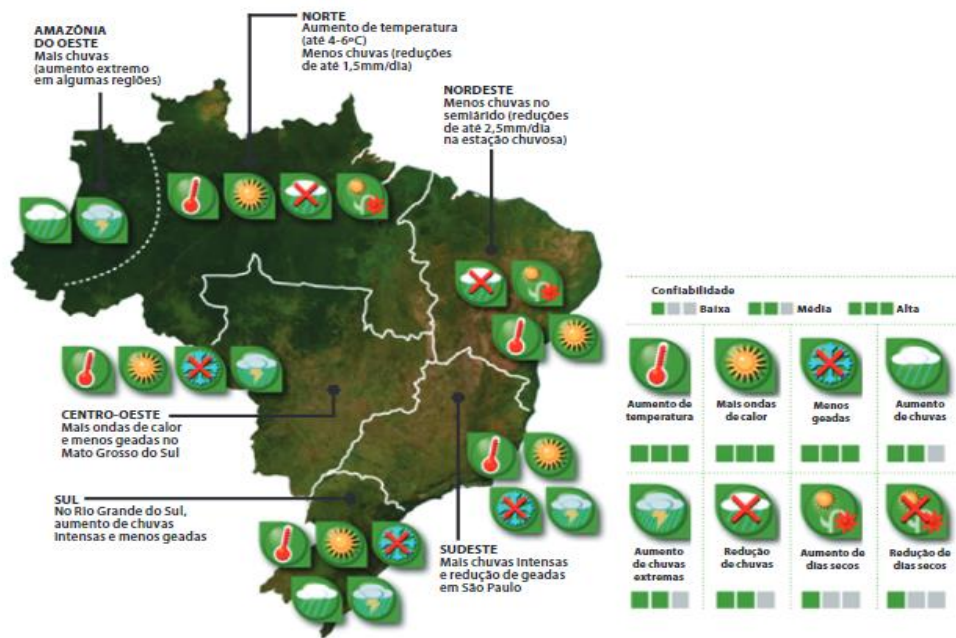 AMAZÔNIA
DO OESTE
Mais chuvas
(aumento extremo
em algumas regiões)
NORTE
Aumento de temperatura
(até 4-6ºC)
Menos chuvas (reduções
de até 1,5mm/dia)
NORDESTE
Menos chuvas no
semiárido (reduções
de até 2,5mm/dia
na estação chuvosa)
CENTRO-OESTE
Mais ondas de calor
e menos geadas no
Mato Grosso do Sul
SUL
No Rio Grande do Sul,
aumento de chuvas
Intensas e menos geadas
SUDESTE
Mais chuvas Intensas
e redução de geadas
em São Paulo
Confiabilidade
Baixa Média Alta
Aumento de
temperatura
Mais ondas
de calor
Menos
geadas
Aumento
de chuvas
Aumento
de chuvas
extremas
Redução
de chuvas
Aumento de
dias secos
Redução de
dias secos